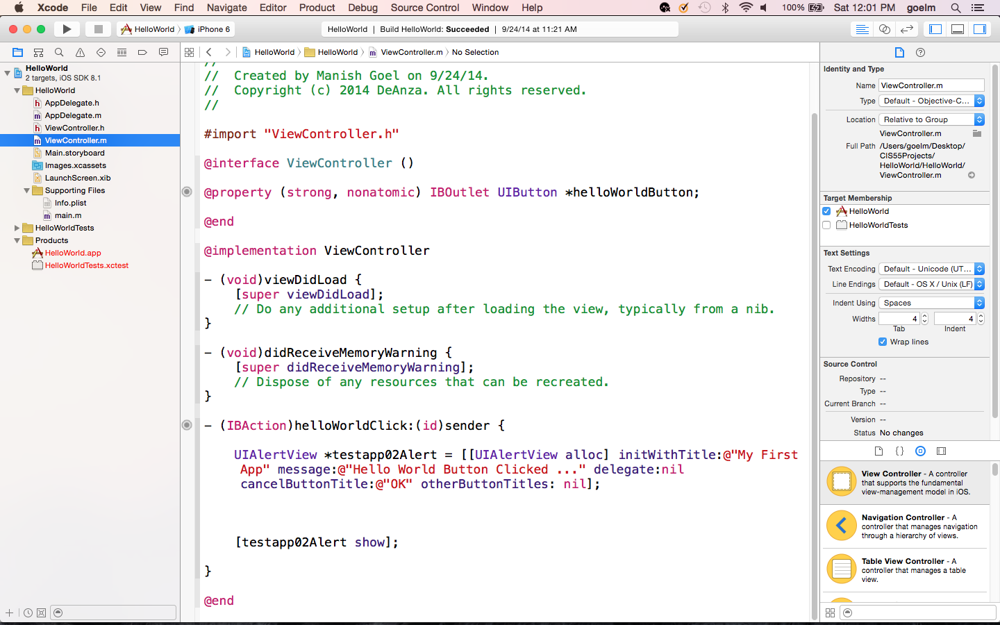 Xcode File Edit View Find Navigate Editor Product Debug Source Control Window Help 100% Sat 12:01 PM goelm
HelloWorld iPhone 6 HelloWorld | Build HelloWorld: Succeeded | 9/24/14 at 11:21 AM
HelloWorld HelloWorld ViewController.m No Selection
HelloWorld
2 targets, iOS SDK 8.1
HelloWorld
AppDelegate.h
AppDelegate.m
ViewController.h
ViewController.m
Main.storyboard
Images.xcassets
LaunchScreen.xib
Supporting Files
Info.plist
main.m
HelloWorldTests
Products
HelloWorld.app
HelloWorldTests.xctest
//
// Created by Manish Goel on 9/24/14.
// Copyright (c) 2014 DeAnza. All rights reserved.
//
#import "ViewController.h"
@interface ViewController ()
@property (strong, nonatomic) IBOutlet UIButton *helloWorldButton;
@end
@implementation ViewController
- (void)viewDidLoad {
[super viewDidLoad];
// Do any additional setup after loading the view, typically from a nib.
}
- (void)didReceiveMemoryWarning {
[super didReceiveMemoryWarning];
// Dispose of any resources that can be recreated.
}
- (IBAction)helloWorldClick:(id)sender {
UIAlertView *testapp02Alert = [[UIAlertView alloc] initWithTitle:@"My First
App" message:@"Hello World Button Clicked ..." delegate:nil
cancelButtonTitle:@"OK" otherButtonTitles: nil];
[testapp02Alert show];
}
@end
Identity and Type
Name ViewController.m
Type Default - Objective-C...
Location Relative to Group
ViewController.m
Full Path /Users/goelm/Desktop/
CIS55Projects/
HelloWorld/HelloWorld/
ViewController.m
Target Membership
HelloWorld
HelloWorldTests
Text Settings
Text Encoding Default - Unicode (UT...
Line Endings Default - OS X / Unix (LF)
Indent Using Spaces
Widths 4 4
Tab Indent
Wrap lines
Source Control
Repository --
Type --
Current Branch --
Version --
Status No changes
{}
View Controller - A controller
that supports the fundamental
view-management model in iOS.
Navigation Controller - A
controller that manages navigation
through a hierarchy of views.
Table View Controller - A
controller that manages a table
view.